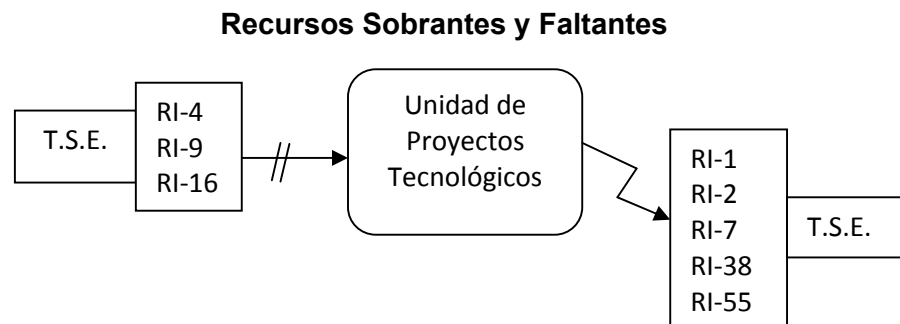 Recursos Sobrantes y Faltantes
T.S.E.
RI-4
RI-9
RI-16
Unidad de
Proyectos
Tecnológicos
RI-1
RI-2
RI-7
RI-38
RI-55
T.S.E.